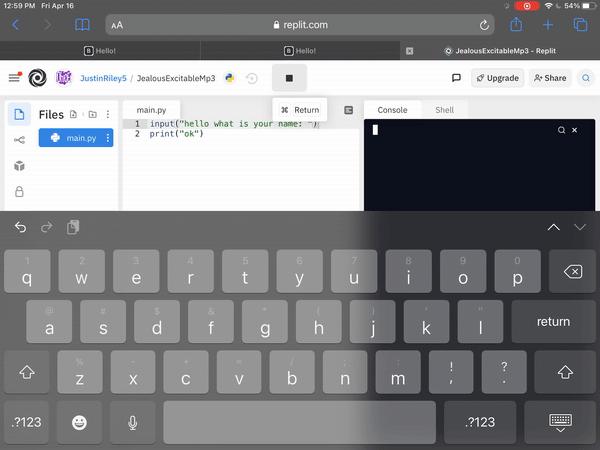 12:59 PM Fri Apr 16 54%
AA replit.com
B Hello! B Hello! JealousExcitableMp3 - Replit
JustinRiley5 / JealousExcitableMp3 Upgrade Share
Files main.py ⌘ Return Console Shell
main.py 1 input("hello what is your name: ")
2 print("ok")
1 2 3 4 5 6 7 8 9 0
q w e r t y u i o p
@ # $ & * ( ) ' "
a s d f g h j k l return
% - + = / ; : ! ?
z x c v b n m , .
.?123 .?123